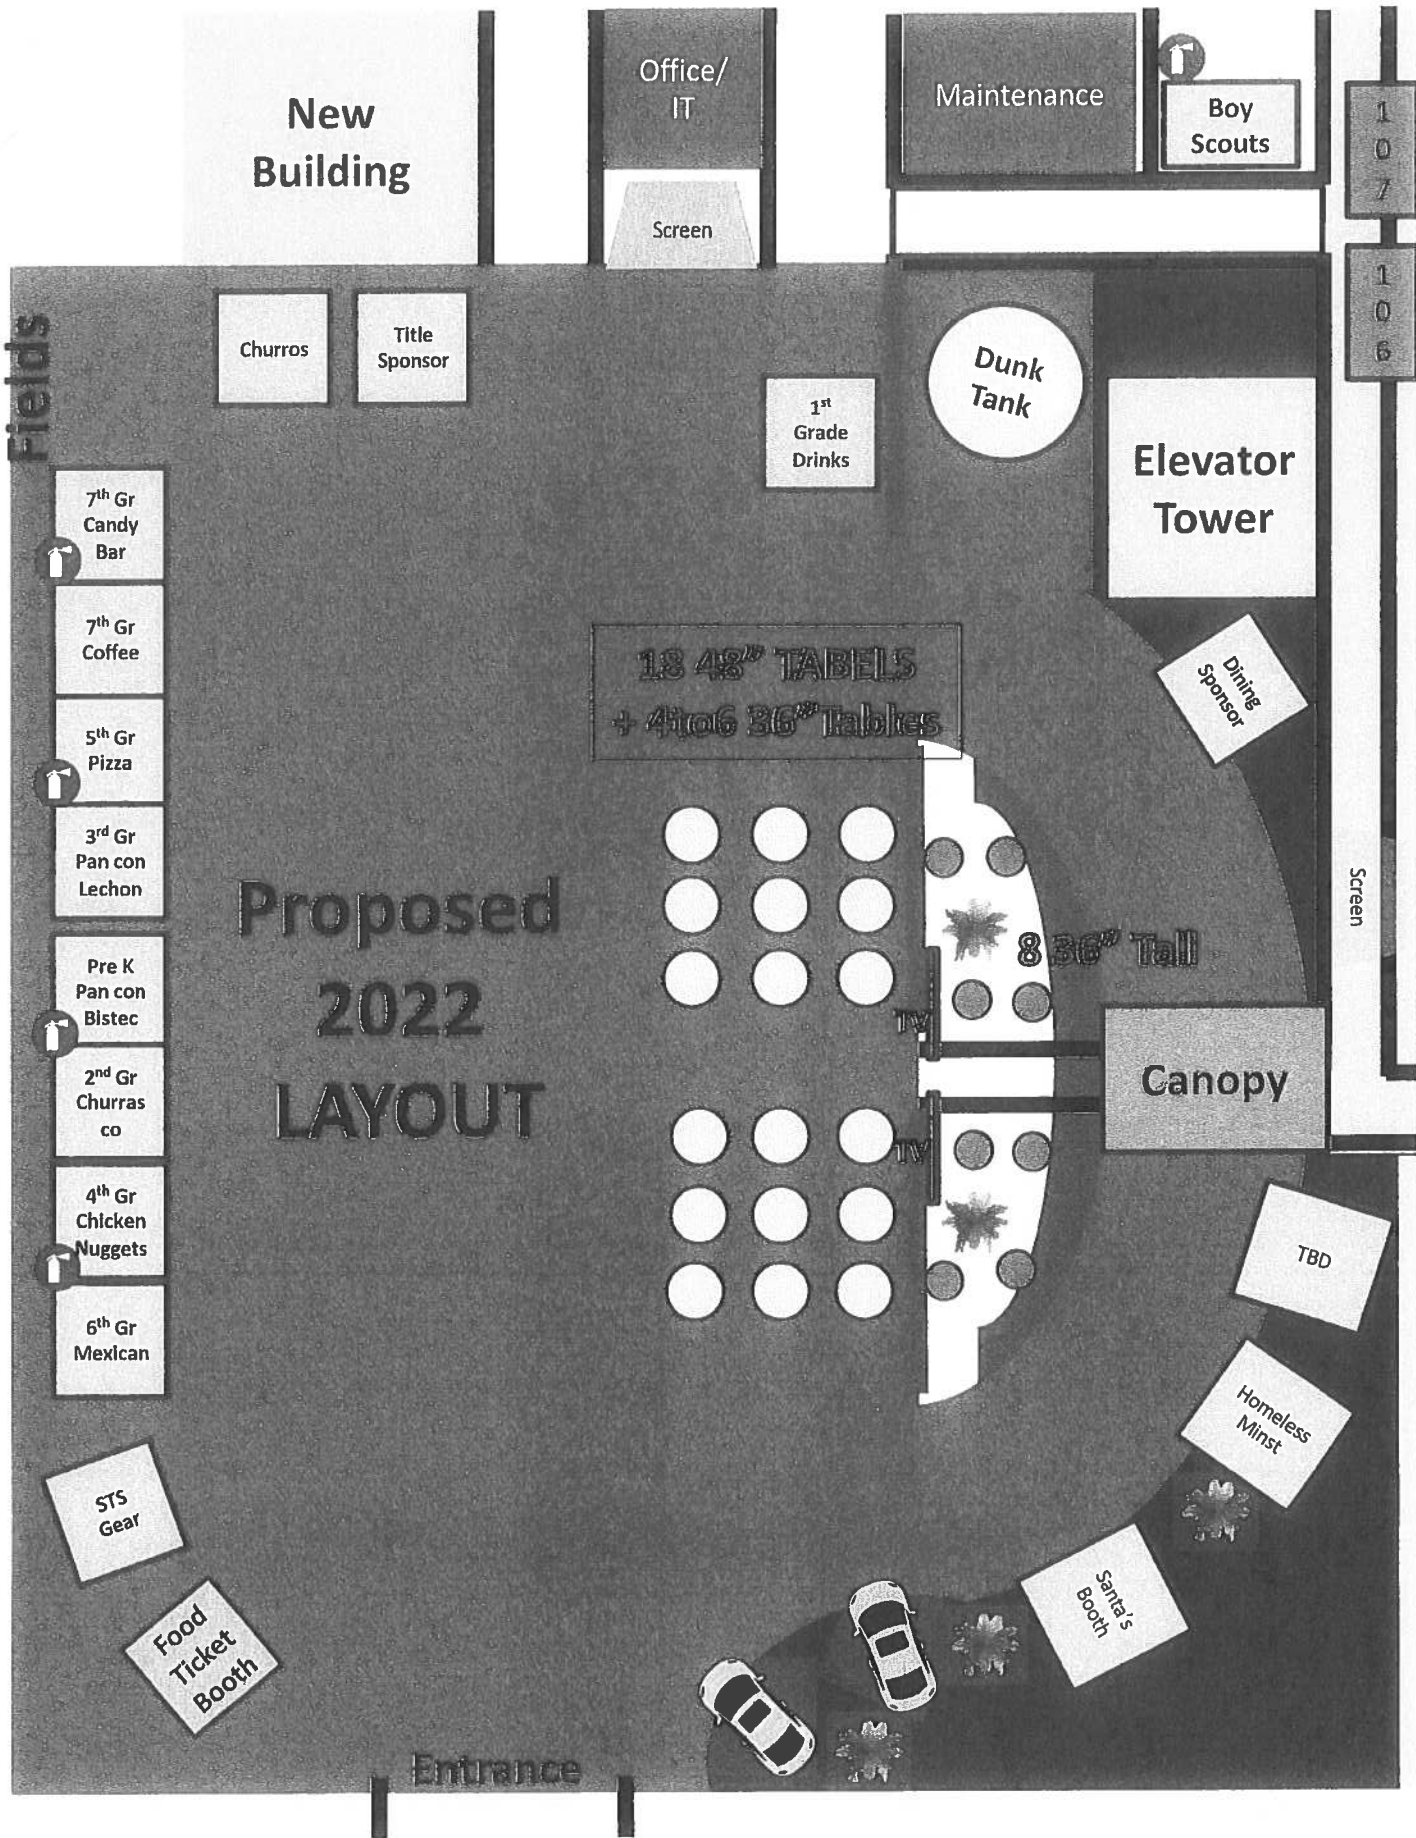 New
Building
Office/
IT
Maintenance
Boy
Scouts
1
0
7
Screen
1
0
6
Fields
Churros
Title
Sponsor
1st
Grade
Drinks
Dunk
Tank
Elevator
Tower
7th Gr
Candy
Bar
7th Gr
Coffee
5th Gr
Pizza
3rd Gr
Pan con
Lechon
Pre K
Pan con
Bistec
2nd Gr
Churras
co
4th Gr
Chicken
Nuggets
6th Gr
Mexican
18 48” TABELS
+ 4to6 36”” Tables
Dining
Sponsor
Screen
Proposed
2022
LAYOUT
8 36” Tall
TV
TV
Canopy
TBD
Homeless
Minst
Santa's
Booth
STS
Gear
Food
Ticket
Booth
Entrance